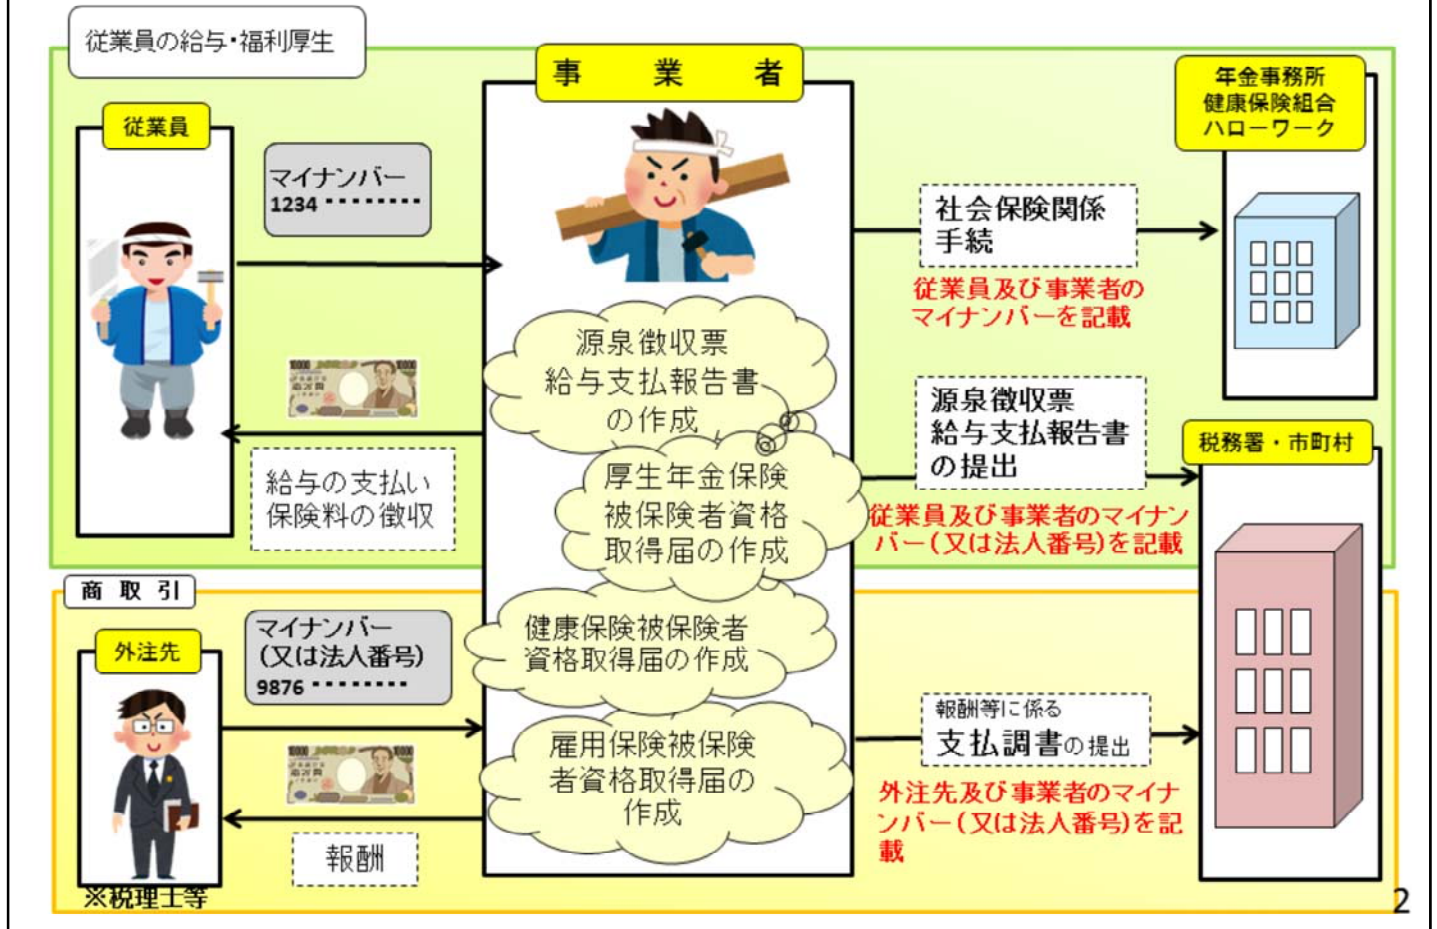 従業員の給与・福利厚生
事業者
従業員
マイナンバー
1234 ･････････
給与の支払い
保険料の徴収
源泉徴収票
給与支払報告書
の作成
厚生年金保険
被保険者資格
取得届の作成
健康保険被保険者
資格取得届の作成
雇用保険被保険
者資格取得届の
作成
年金事務所
健康保険組合
ハローワーク
社会保険関係
手続
従業員及び事業者の
マイナンバーを記載
源泉徴収票
給与支払報告書
の提出
従業員及び事業者のマイナン
バー(又は法人番号)を記載
税務署・市町村
商取引
外注先
※税理士等
マイナンバー
(又は法人番号)
9876 ･････････
報酬
報酬等に係る
支払調書の提出
外注先及び事業者のマイナ
ンバー(又は法人番号)を記
載
2